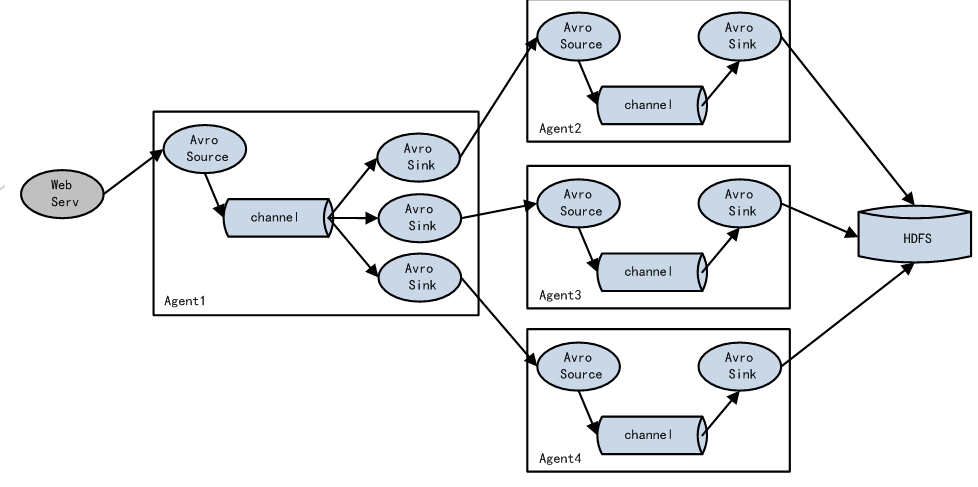 Web
Serv
Avro
Source
channel
Avro
Sink
Avro
Sink
Avro
Sink
Agent1
Avro
Source
channel
Avro
Sink
Agent2
Avro
Source
channel
Avro
Sink
Agent3
Avro
Source
channel
Avro
Sink
Agent4
HDFS